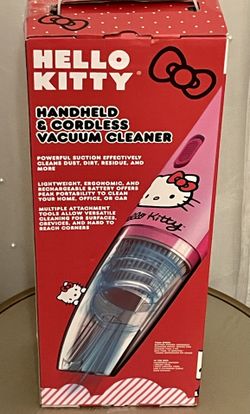 HELLO
KITTY®
HANDHELD
& CORDLESS
VACUUM CLEANER
POWERFUL SUCTION EFFECTIVELY
CLEANS DUST, DIRT, RESIDUE, AND
MORE
LIGHTWEIGHT, ERGONOMIC, AND
RECHARGEABLE BATTERY OFFERS
PEAK PORTABILITY TO CLEAN
YOUR HOME, OFFICE, OR CAR
MULTIPLE ATTACHMENT
TOOLS ALLOW VERSATILE
CLEANING FOR SURFACES,
CREVICES, AND HARD TO
REACH CORNERS
Hello Kitty